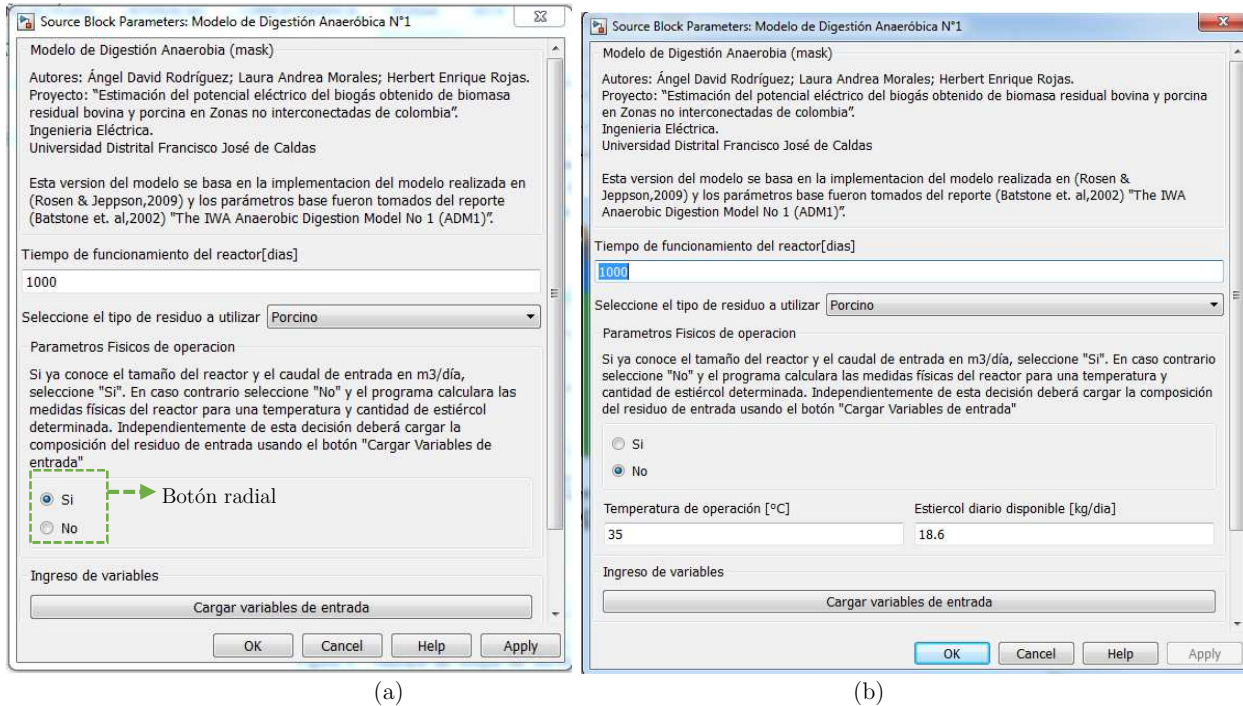 Source Block Parameters: Modelo de Digestión Anaeróbica N°1
Modelo de Digestión Anaerobia (mask)
Autores: Ángel David Rodríguez; Laura Andrea Morales; Herbert Enrique Rojas.
Proyecto: "Estimación del potencial eléctrico del biogás obtenido de biomasa
residual bovina y porcina en Zonas no interconectadas de colombia".
Ingenieria Eléctrica.
Universidad Distrital Francisco José de Caldas
Esta version del modelo se basa en la implementacion del modelo realizada en
(Rosen & Jeppson,2009) y los parámetros base fueron tomados del reporte
(Batstone et. al,2002) "The IWA Anaerobic Digestion Model No 1 (ADM1)".
Tiempo de funcionamiento del reactor[dias]
1000
Seleccione el tipo de residuo a utilizar Porcino
Parametros Fisicos de operacion
Si ya conoce el tamaño del reactor y el caudal de entrada en m3/día,
seleccione "Si". En caso contrario seleccione "No" y el programa calculara las
medidas físicas del reactor para una temperatura y cantidad de estiércol
determinada. Independientemente de esta decisión deberá cargar la
composición del residuo de entrada usando el botón "Cargar Variables de
entrada"
Si
Botón radial
No
Ingreso de variables
Cargar variables de entrada
OK Cancel Help Apply
(a)
Source Block Parameters: Modelo de Digestión Anaeróbica N°1
Modelo de Digestión Anaerobia (mask)
Autores: Ángel David Rodríguez; Laura Andrea Morales; Herbert Enrique Rojas.
Proyecto: "Estimación del potencial eléctrico del biogás obtenido de biomasa residual bovina y porcina
en Zonas no interconectadas de colombia".
Ingenieria Eléctrica.
Universidad Distrital Francisco José de Caldas
Esta version del modelo se basa en la implementacion del modelo realizada en (Rosen &
Jeppson,2009) y los parámetros base fueron tomados del reporte (Batstone et. al,2002) "The IWA
Anaerobic Digestion Model No 1 (ADM1)".
Tiempo de funcionamiento del reactor[dias]
1000
Seleccione el tipo de residuo a utilizar Porcino
Parametros Fisicos de operacion
Si ya conoce el tamaño del reactor y el caudal de entrada en m3/día, seleccione "Si". En caso contrario
seleccione "No" y el programa calculara las medidas físicas del reactor para una temperatura y
cantidad de estiércol determinada. Independientemente de esta decisión deberá cargar la composición
del residuo de entrada usando el botón "Cargar Variables de entrada"
Si
No
Temperatura de operación [°C] Estiercol diario disponible [kg/dia]
35 18.6
Ingreso de variables
Cargar variables de entrada
OK Cancel Help Apply
(b)